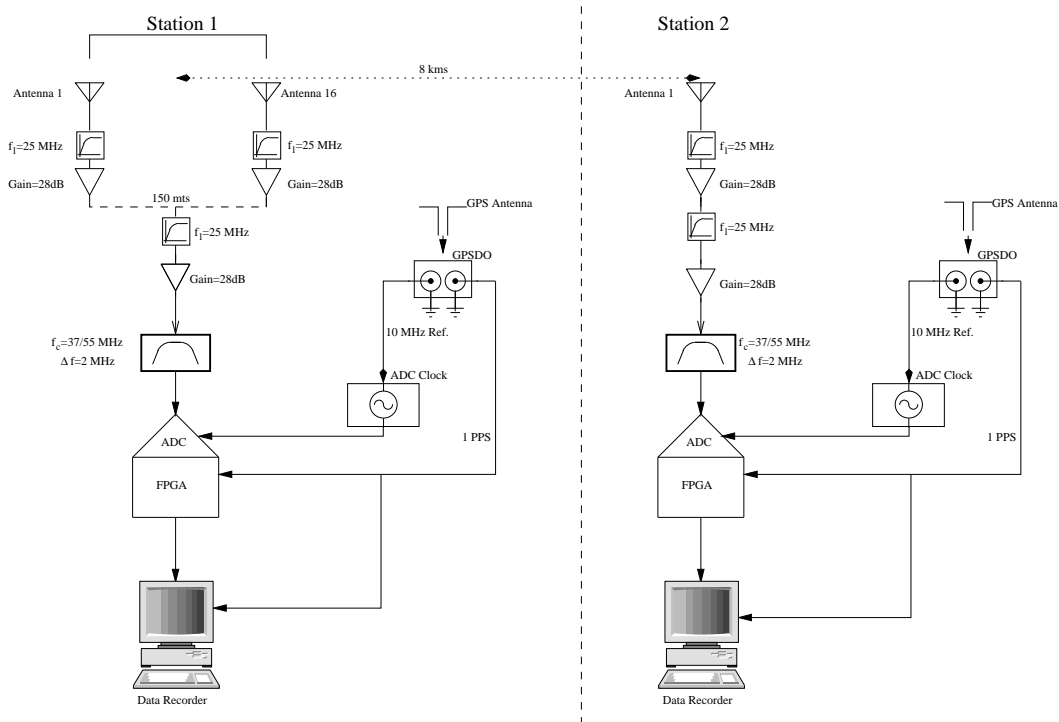 Station 1
Station 2
8 kms
Antenna 1
Antenna 16
Antenna 1
f_l=25 MHz
f_l=25 MHz
f_l=25 MHz
Gain=28dB
Gain=28dB
Gain=28dB
150 mts
f_l=25 MHz
Gain=28dB
f_l=25 MHz
Gain=28dB
GPS Antenna
GPSDO
GPS Antenna
GPSDO
10 MHz Ref.
10 MHz Ref.
f_c=37/55 MHz
Δ f=2 MHz
f_c=37/55 MHz
Δ f=2 MHz
ADC Clock
ADC Clock
ADC
1 PPS
ADC
1 PPS
FPGA
FPGA
Data Recorder
Data Recorder